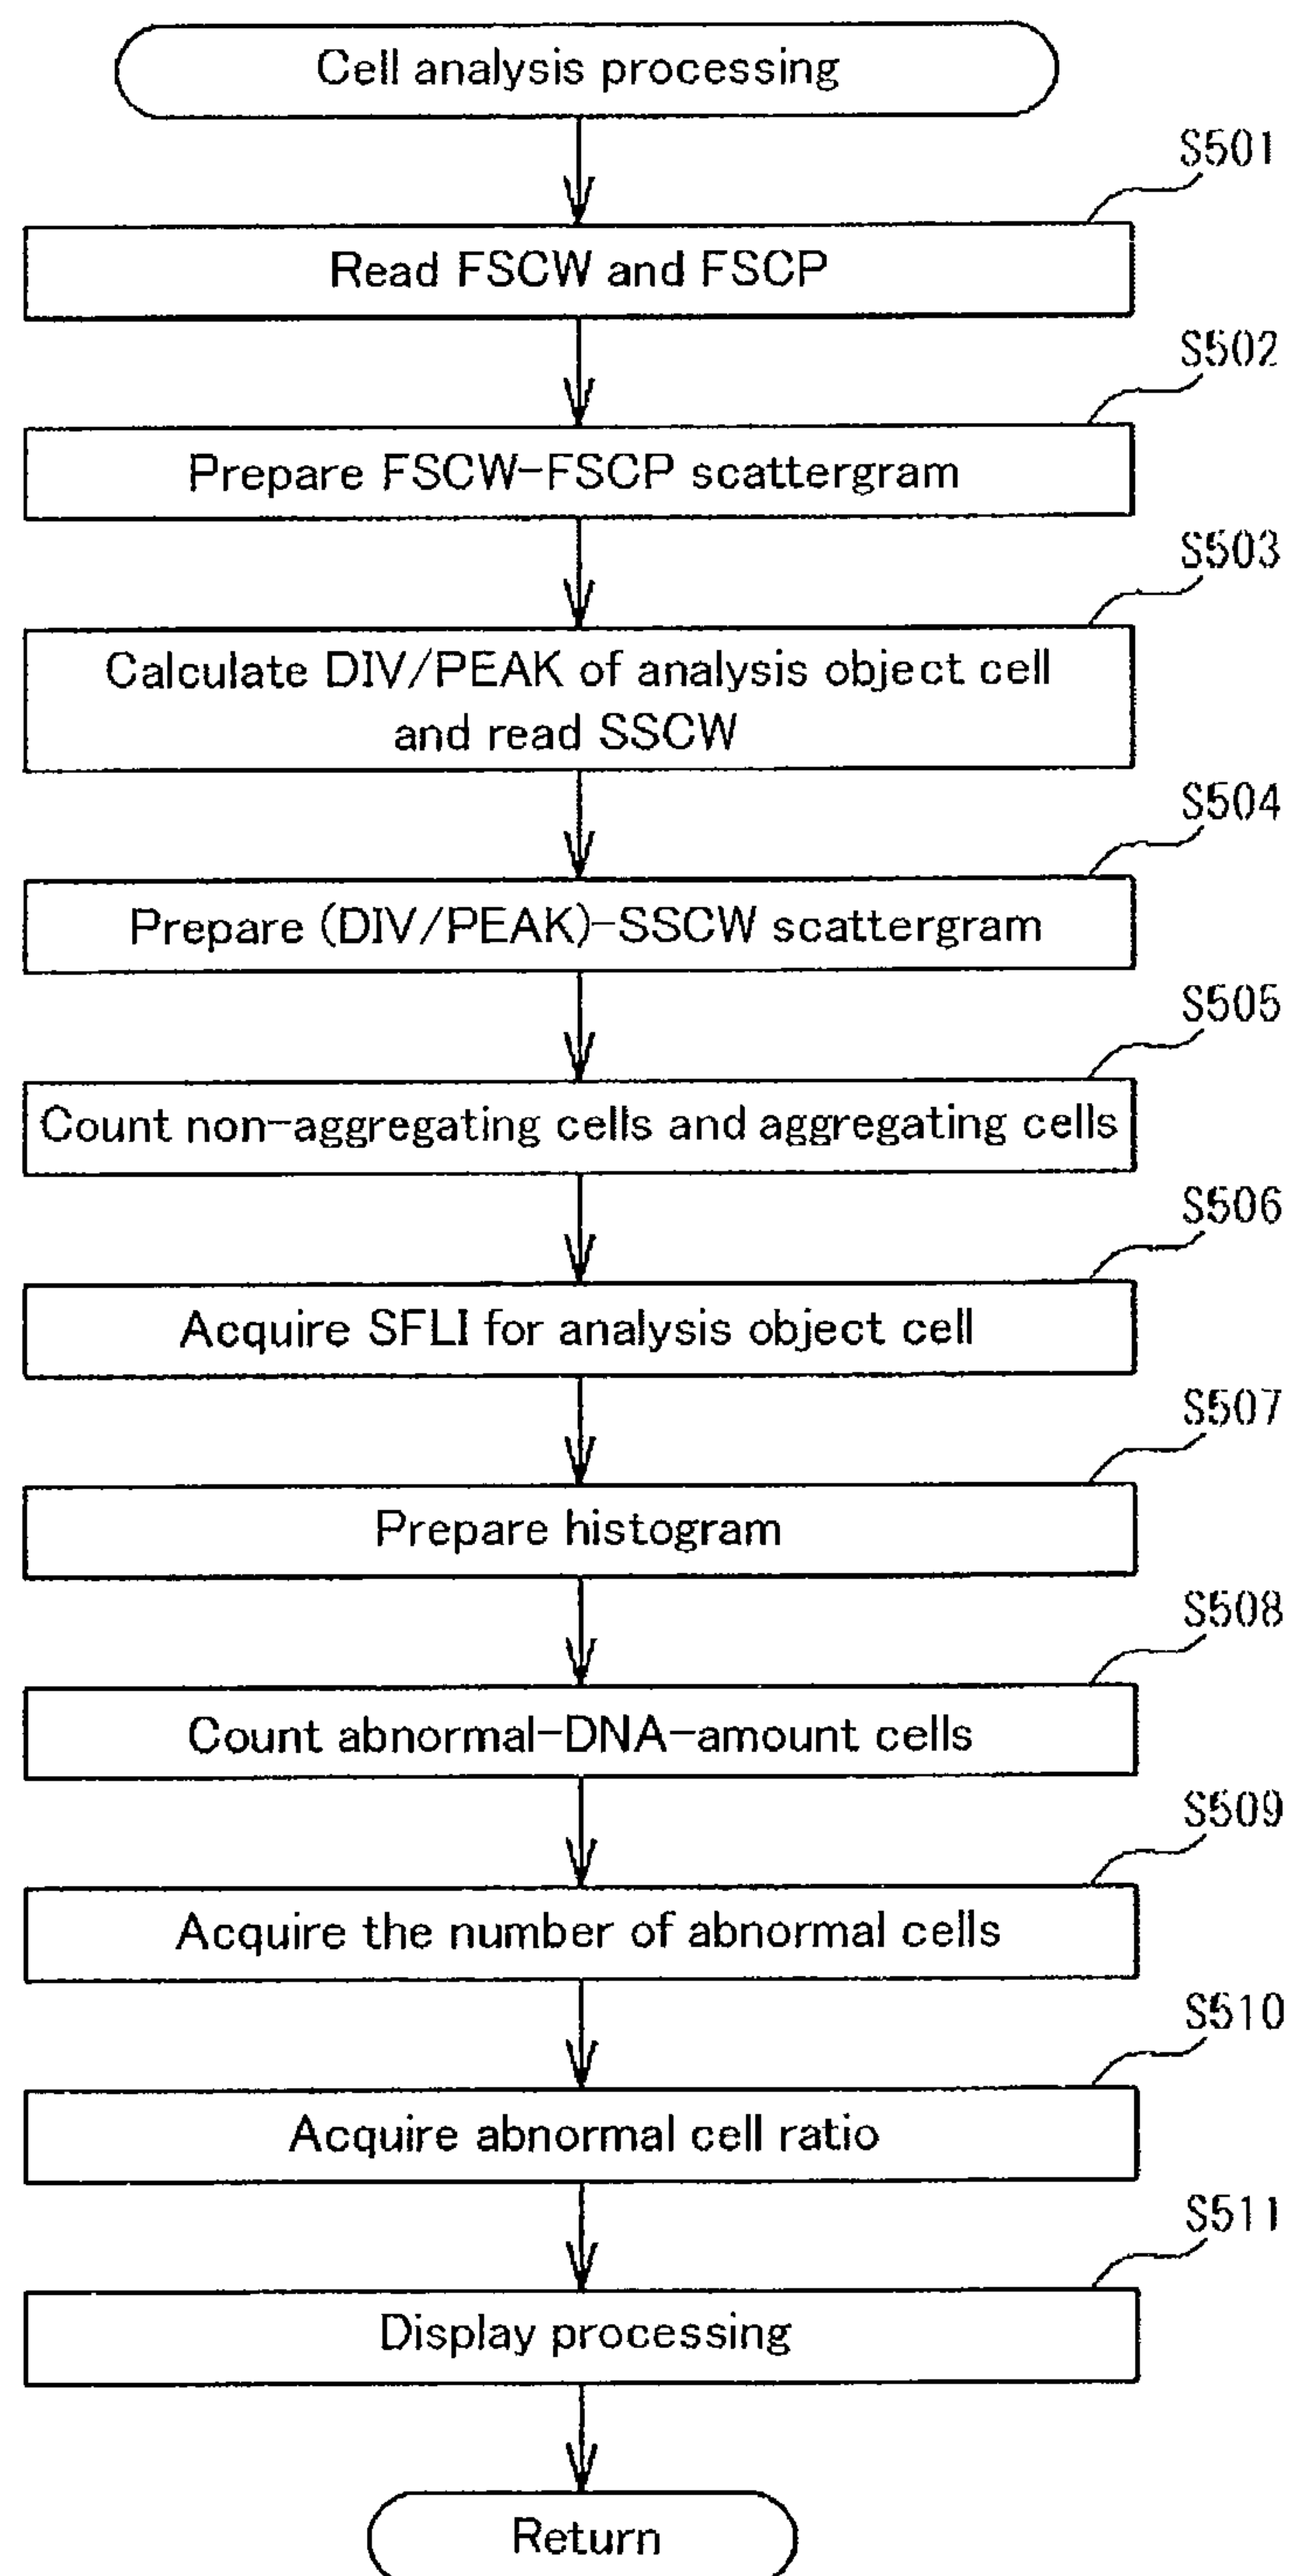 Cell analysis processing
S501
Read FSCW and FSCP
S502
Prepare FSCW-FSCP scattergram
S503
Calculate DIV/PEAK of analysis object cell
and read SSCW
S504
Prepare (DIV/PEAK)-SSCW scattergram
S505
Count non-aggregating cells and aggregating cells
S506
Acquire SFLI for analysis object cell
S507
Prepare histogram
S508
Count abnormal-DNA-amount cells
S509
Acquire the number of abnormal cells
S510
Acquire abnormal cell ratio
S511
Display processing
Return